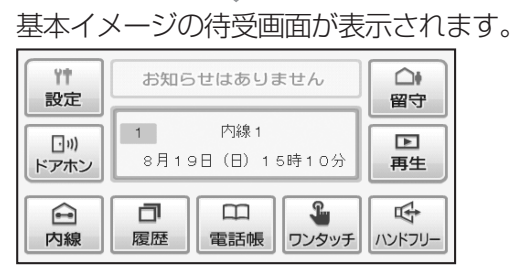 基本イメージの待受画面が表示されます。
設定
お知らせはありません
留守
ドアホン
1 内線1
8月19日（日）15時10分
再生
内線
履歴
電話帳
ワンタッチ
ハンドフリー